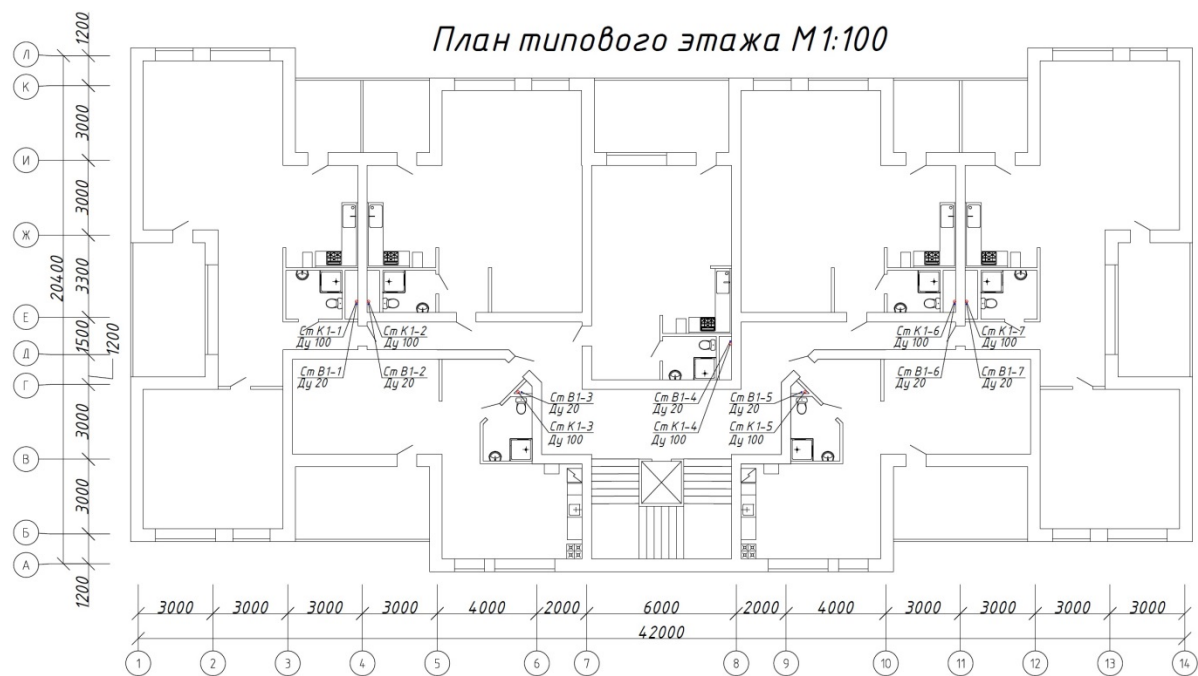 План типового этажа М 1:100
1200
Л
К
3000
И
3000
Ж
20400
3300
Е
1500
Д
1200
Г
3000
В
3000
Б
А
1200
Ст К1-1
Ду 100
Ст К1-2
Ду 100
Ст К1-6
Ду 100
Ст К1-7
Ду 100
Ст В1-1
Ду 20
Ст В1-2
Ду 20
Ст В1-6
Ду 20
Ст В1-7
Ду 20
Ст В1-3
Ду 20
Ст К1-3
Ду 100
Ст В1-4
Ду 20
Ст К1-4
Ду 100
Ст В1-5
Ду 20
Ст К1-5
Ду 100
3000 3000 3000 3000 4000 2000 6000 2000 4000 3000 3000 3000 3000
42000
1 2 3 4 5 6 7 8 9 10 11 12 13 14